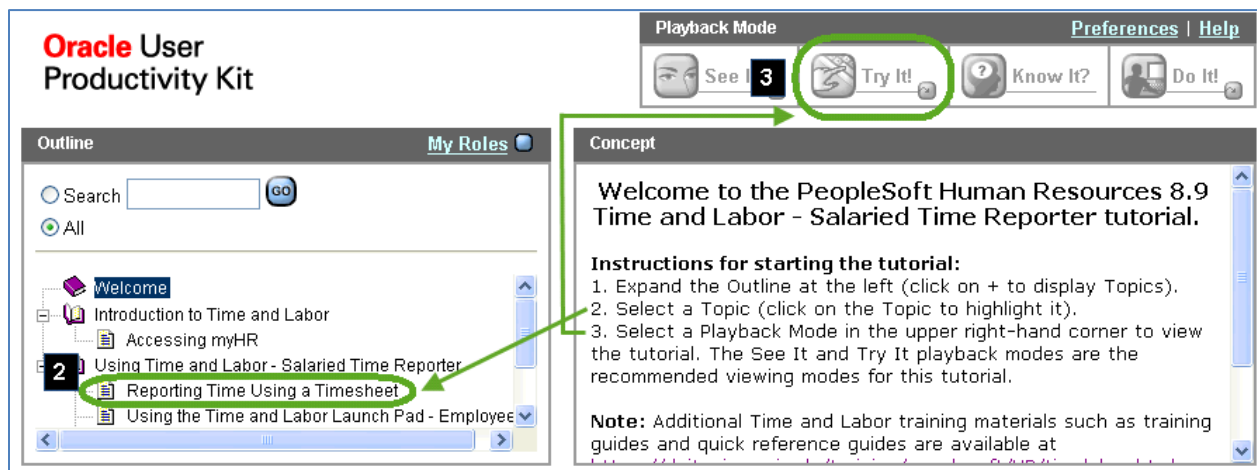 Oracle User
Productivity Kit
Playback Mode
Preferences | Help
See I
3
Try It!
Know It?
Do It!
Outline
My Roles
Search
GO
All
Welcome
Introduction to Time and Labor
Accessing myHR
2
Using Time and Labor - Salaried Time Reporter
Reporting Time Using a Timesheet
Using the Time and Labor Launch Pad - Employee
Concept
Welcome to the PeopleSoft Human Resources 8.9
Time and Labor - Salaried Time Reporter tutorial.
Instructions for starting the tutorial:
1. Expand the Outline at the left (click on + to display Topics).
2. Select a Topic (click on the Topic to highlight it).
3. Select a Playback Mode in the upper right-hand corner to view
the tutorial. The See It and Try It playback modes are the
recommended viewing modes for this tutorial.
Note: Additional Time and Labor training materials such as training
guides and quick reference guides are available at